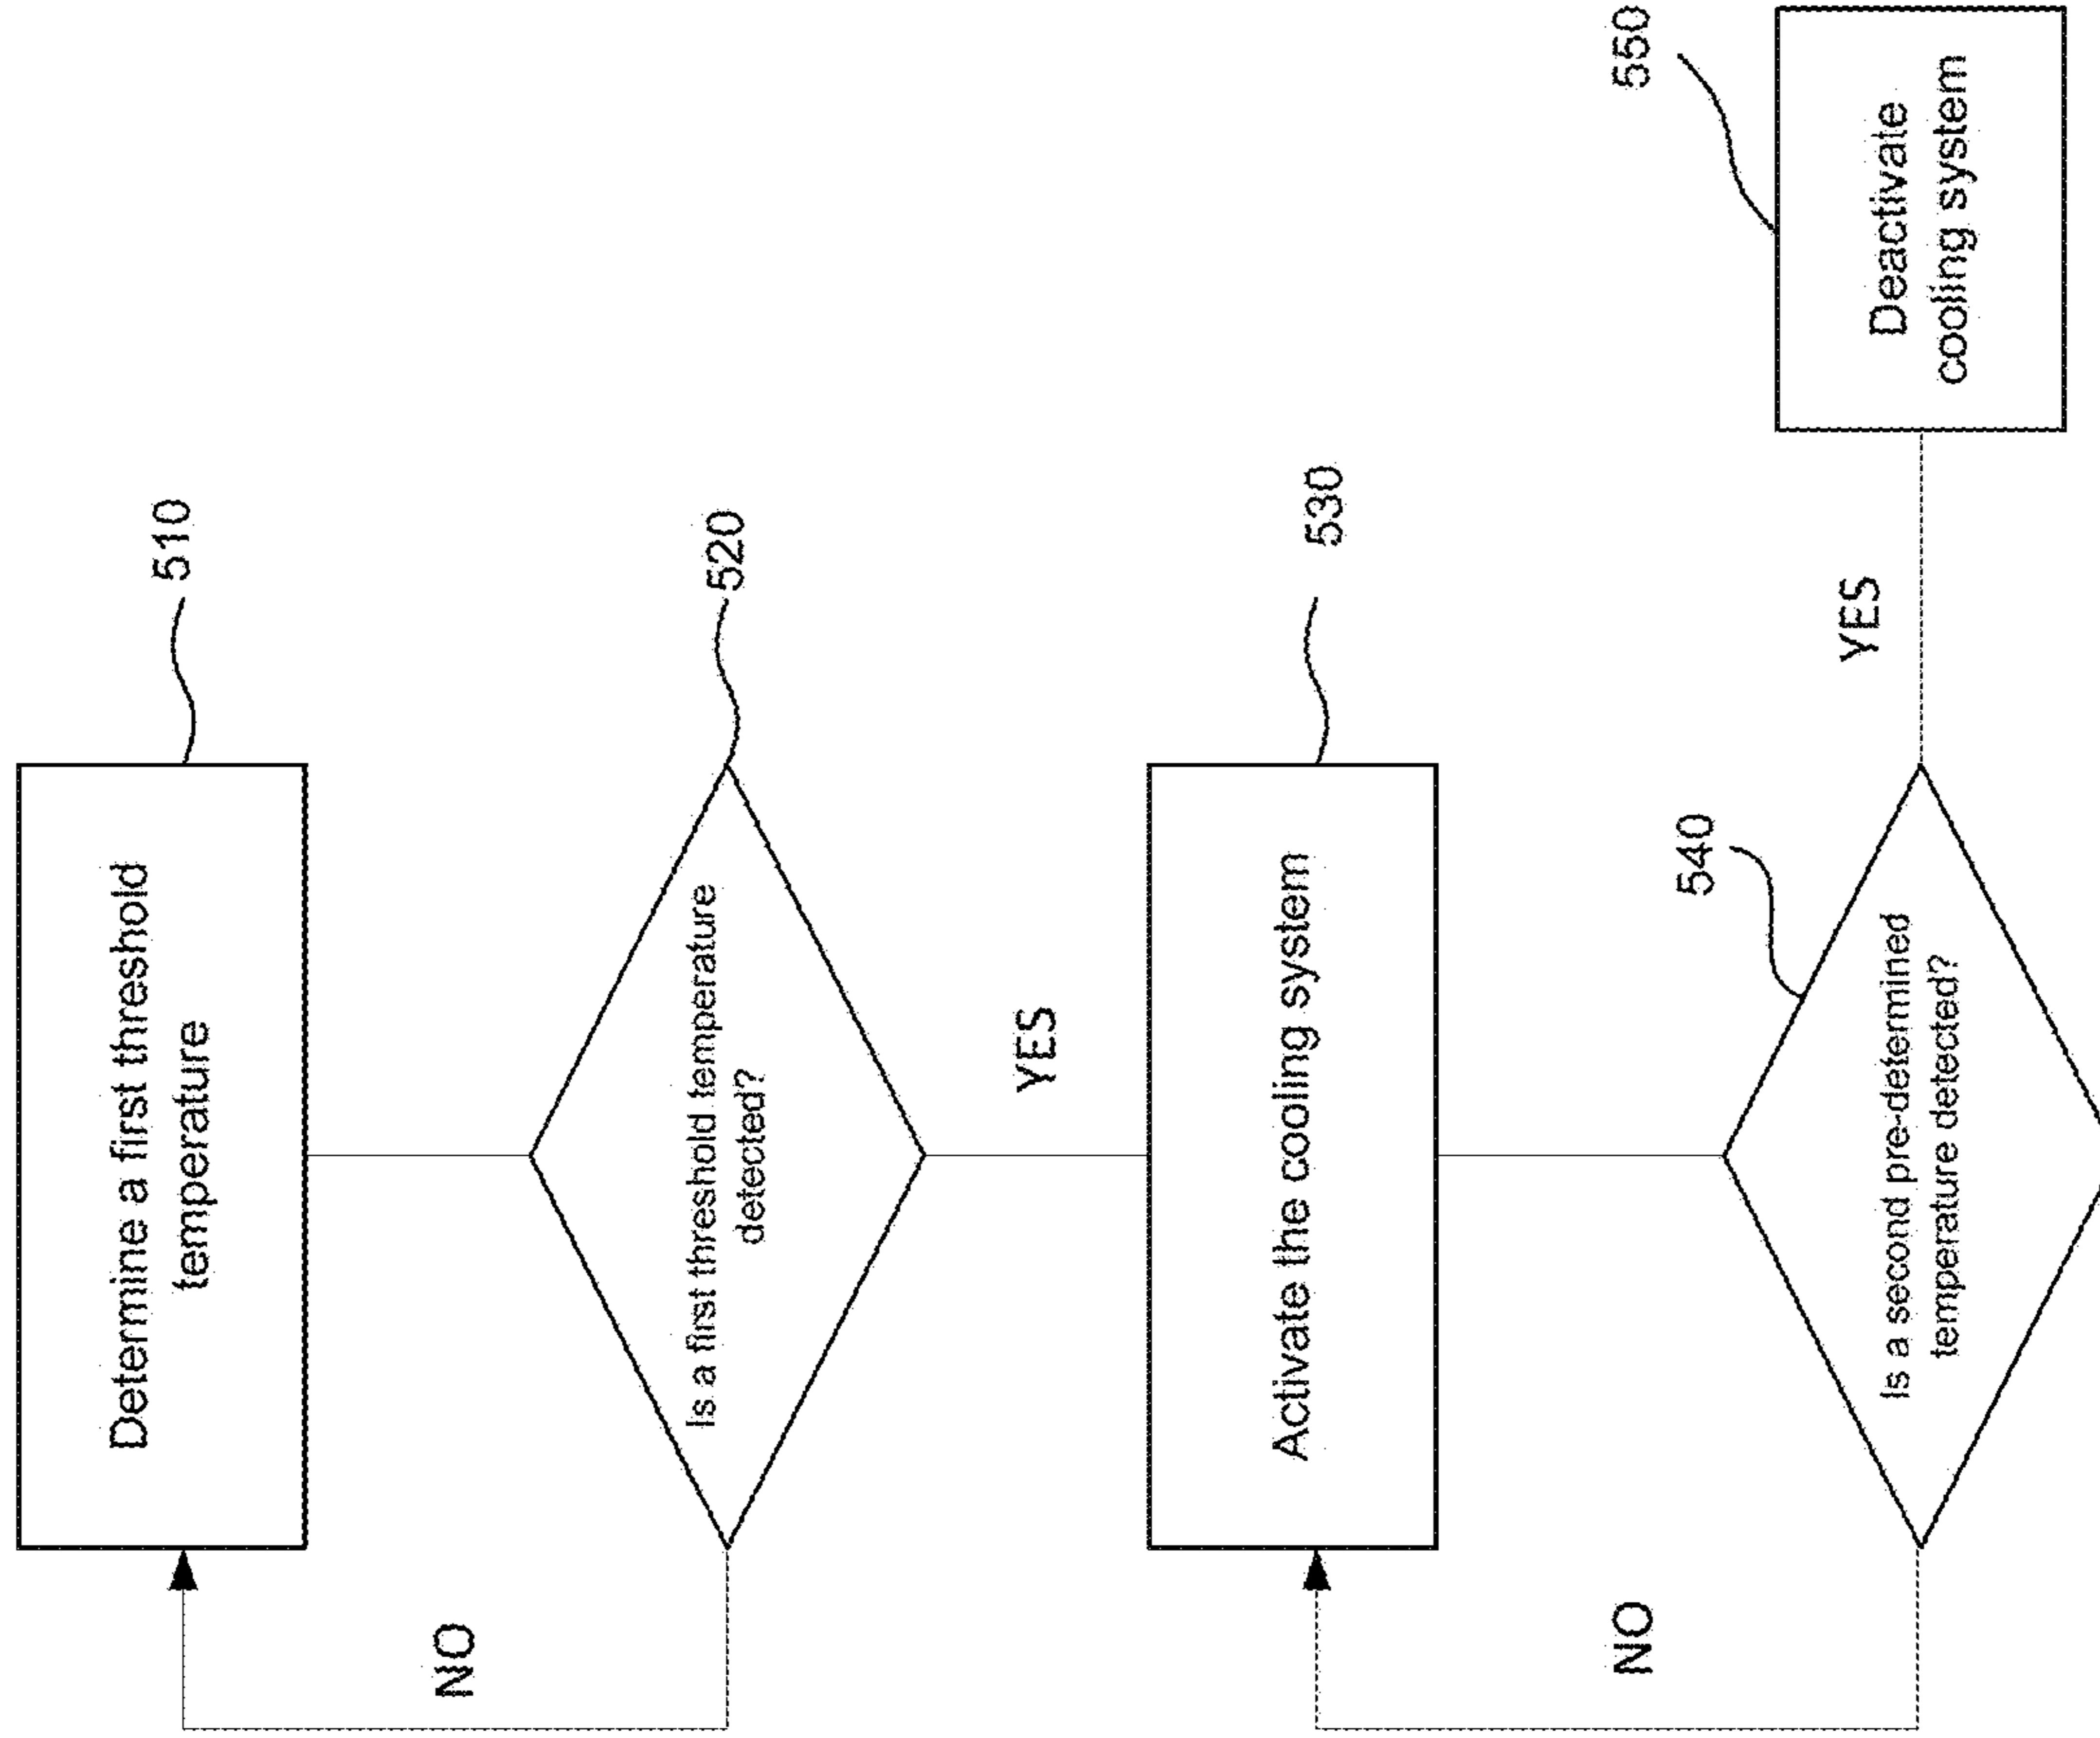 Determine a first threshold
temperature
510
NO
Is a first threshold temperature
detected?
520
YES
Activate the cooling system
530
NO
Is a second pre-determined
temperature detected?
540
YES
Deactivate
cooling system
550